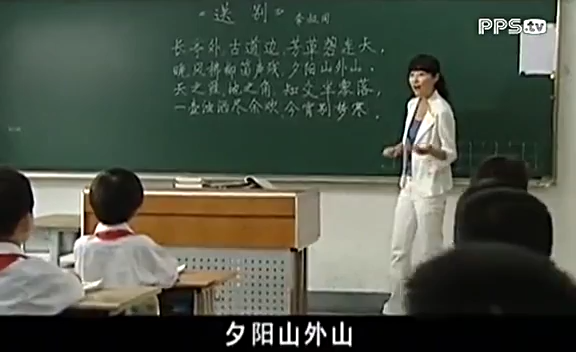 PPS.tv
《送别》 李叔同
长亭外 古道边,芳草碧连天,
晚风拂柳笛声残,夕阳山外山,
天之涯,地之角,知交半零落,
一壶浊酒尽余欢,今宵别梦寒.
夕阳山外山